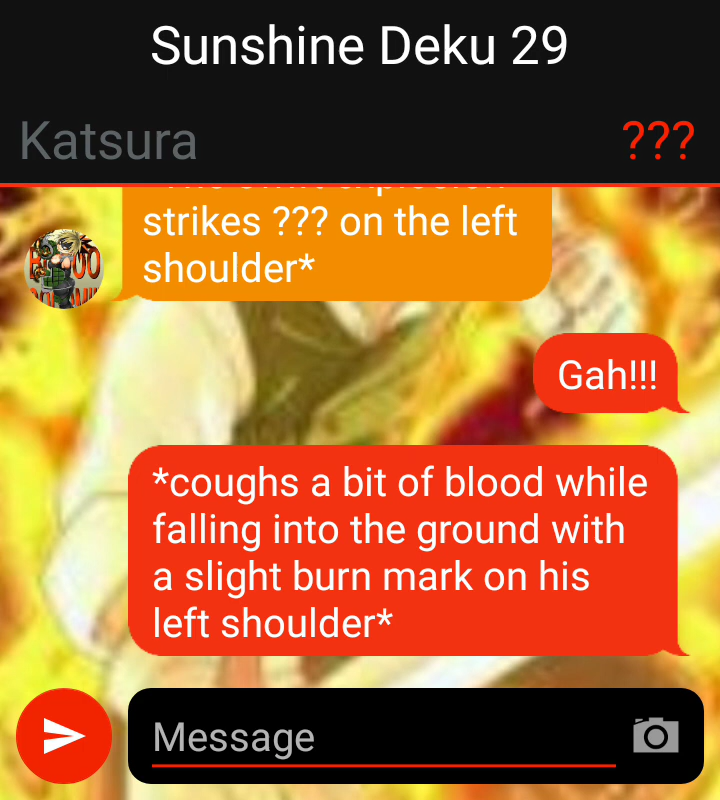 Sunshine Deku 29
Katsura ???
strikes ??? on the left
shoulder*
Gah!!!
*coughs a bit of blood while
falling into the ground with
a slight burn mark on his
left shoulder*
Message